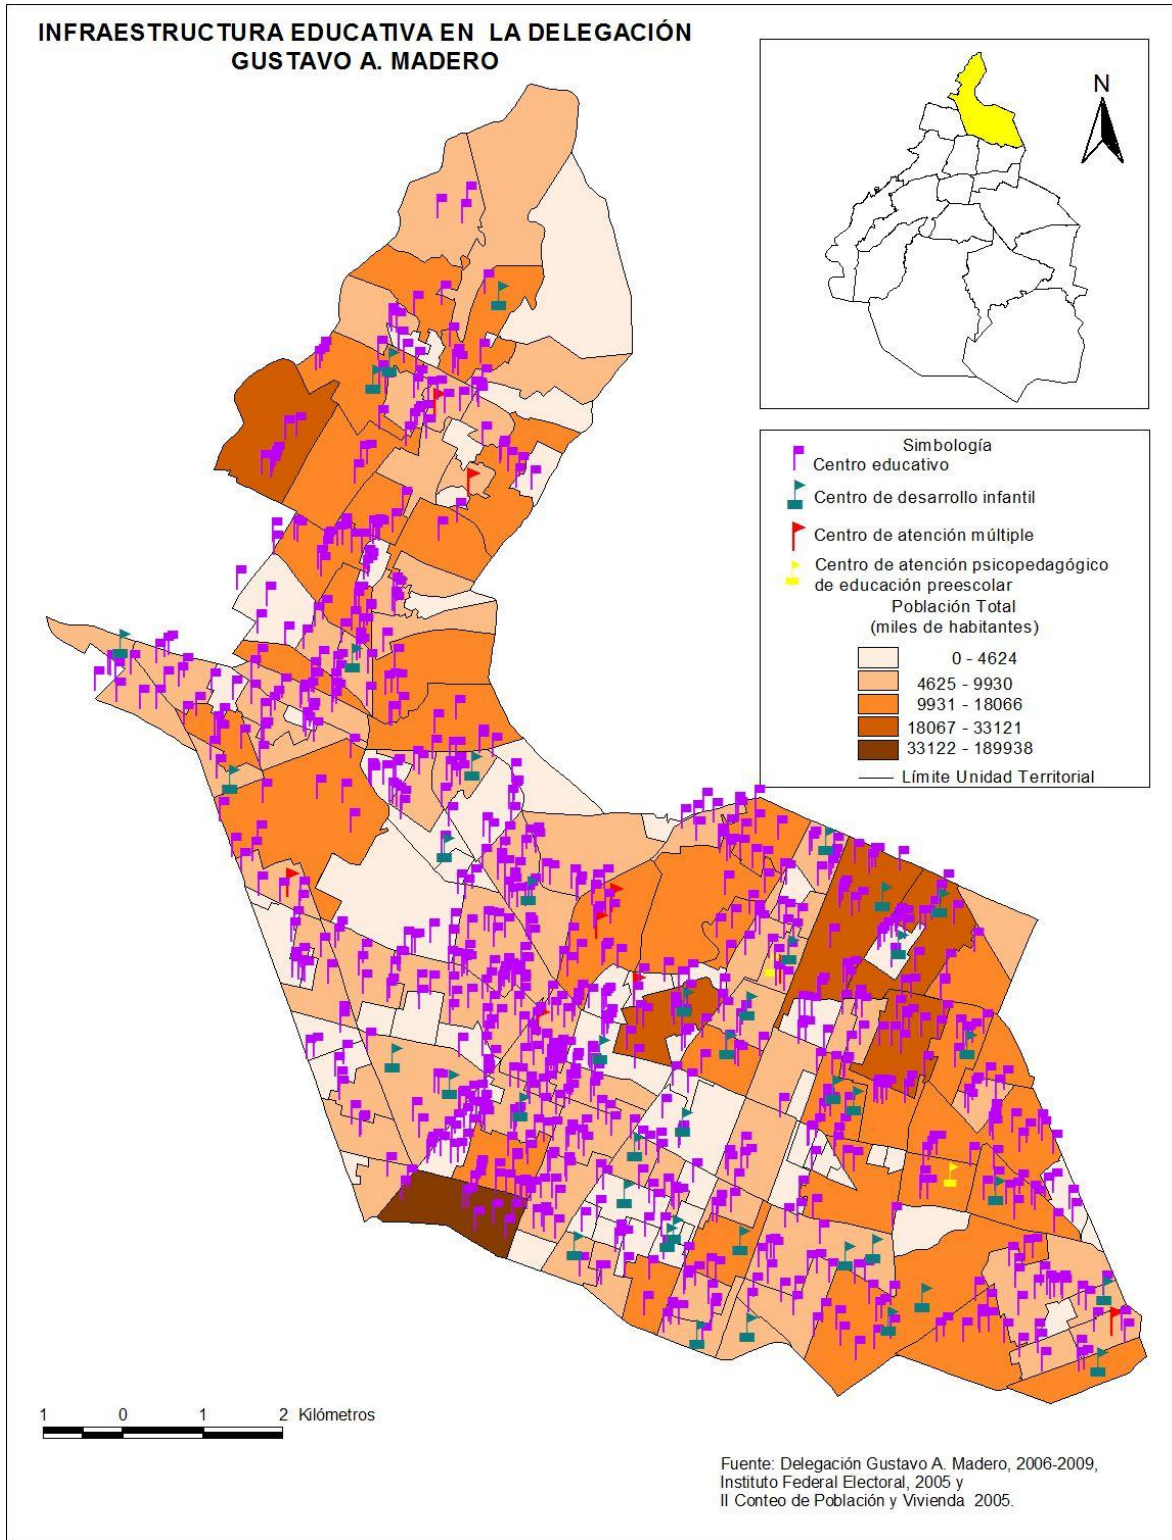 INFRAESTRUCTURA EDUCATIVA EN LA DELEGACIÓN
GUSTAVO A. MADERO
N
Simbología
Centro educativo
Centro de desarrollo infantil
Centro de atención múltiple
Centro de atención psicopedagógico
de educación preescolar
Población Total
(miles de habitantes)
0 - 4624
4625 - 9930
9931 - 18066
18067 - 33121
33122 - 189938
Límite Unidad Territorial
1 0 1 2 Kilómetros
Fuente: Delegación Gustavo A. Madero, 2006-2009,
Instituto Federal Electoral, 2005 y
II Conteo de Población y Vivienda 2005.